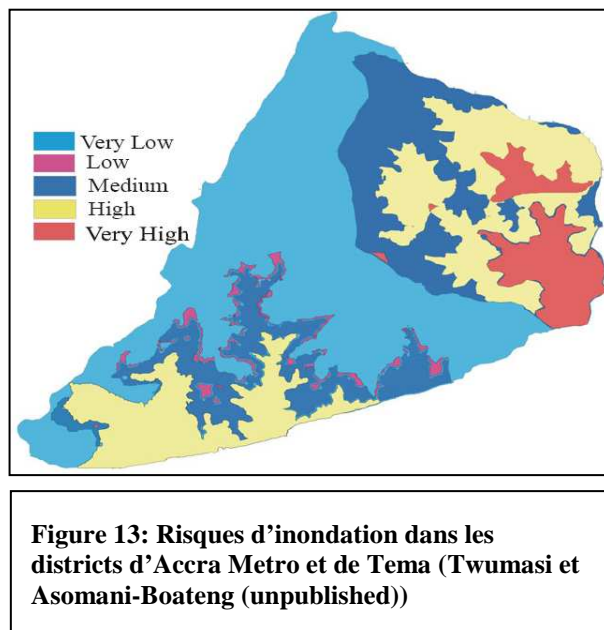 Very Low
Low
Medium
High
Very High
Figure 13: Risques d’inondation dans les
districts d’Accra Metro et de Tema (Twumasi et
Asomani-Boateng (unpublished))